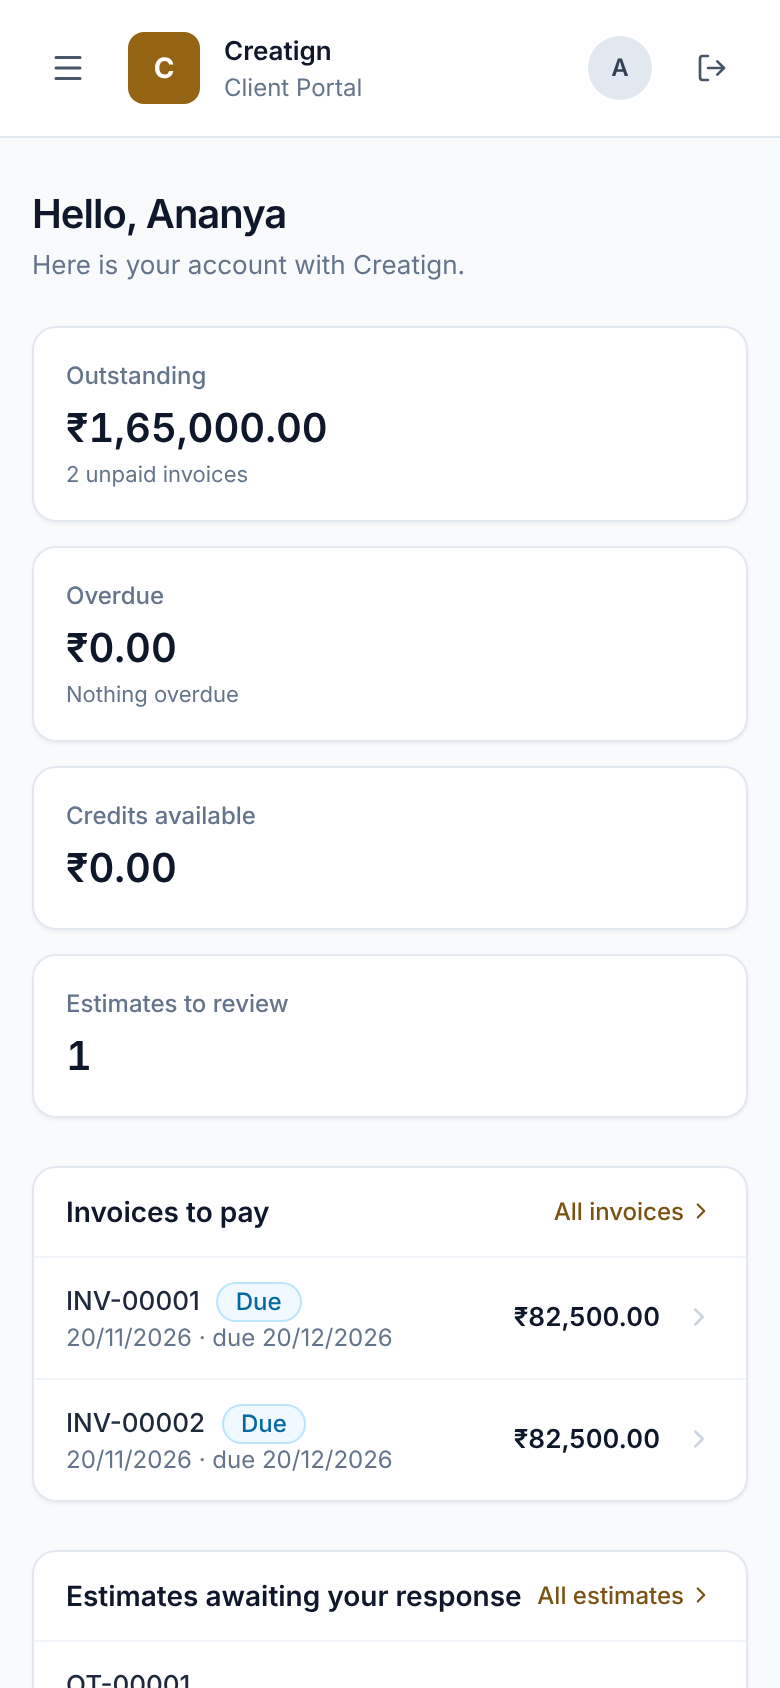 C
Creatign
Client Portal
A
Hello, Ananya
Here is your account with Creatign.
Outstanding
₹1,65,000.00
2 unpaid invoices
Overdue
₹0.00
Nothing overdue
Credits available
₹0.00
Estimates to review
1
Invoices to pay
All invoices
INV-00001 Due
20/11/2026 · due 20/12/2026
₹82,500.00
INV-00002 Due
20/11/2026 · due 20/12/2026
₹82,500.00
Estimates awaiting your response
All estimates
QT-00001